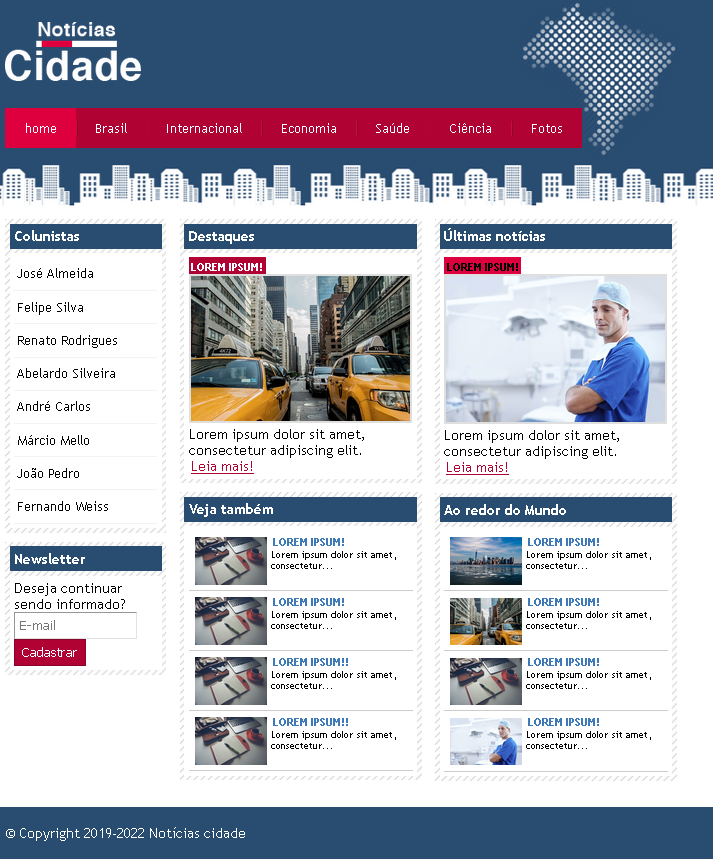 Notícias
Cidade
home Brasil Internacional Economia Saúde Ciência Fotos
Colunistas
José Almeida
Felipe Silva
Renato Rodrigues
Abelardo Silveira
André Carlos
Márcio Mello
João Pedro
Fernando Weiss
Newsletter
Deseja continuar
sendo informado?
E-mail
Cadastrar
Destaques
LOREM IPSUM!
Lorem ipsum dolor sit amet,
consectetur adipiscing elit.
Leia mais!
Últimas notícias
LOREM IPSUM!
Lorem ipsum dolor sit amet,
consectetur adipiscing elit.
Leia mais!
Veja também
LOREM IPSUM!
Lorem ipsum dolor sit amet,
consectetur...
LOREM IPSUM!
Lorem ipsum dolor sit amet,
consectetur...
LOREM IPSUM!!
Lorem ipsum dolor sit amet,
consectetur...
LOREM IPSUM!!
Lorem ipsum dolor sit amet,
consectetur...
Ao redor do Mundo
LOREM IPSUM!
Lorem ipsum dolor sit amet,
consectetur...
LOREM IPSUM!
Lorem ipsum dolor sit amet,
consectetur...
LOREM IPSUM!
Lorem ipsum dolor sit amet,
consectetur...
LOREM IPSUM!
Lorem ipsum dolor sit amet,
consectetur...
© Copyright 2019-2022 Notícias cidade